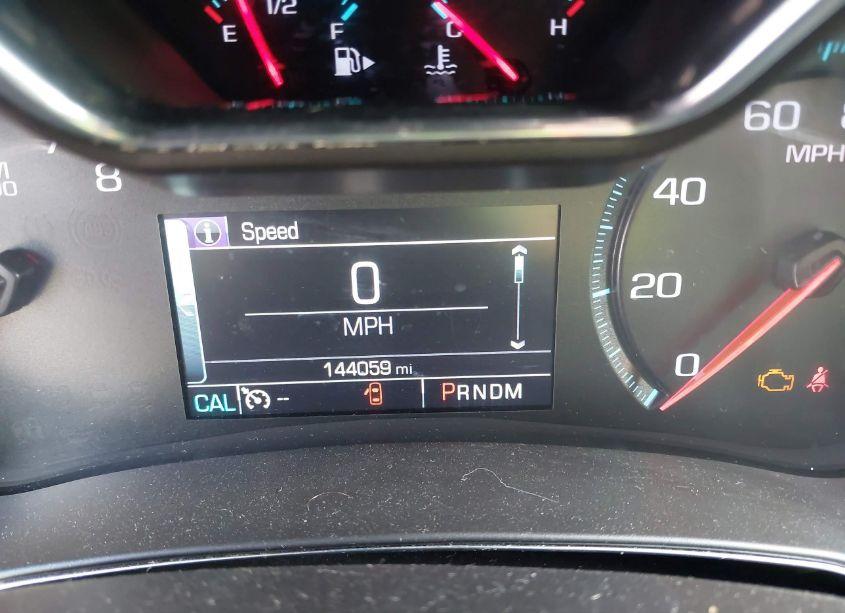 1/2
E F C H
60
MPH
8
40
Speed
0
MPH
20
144059 mi
0
CAL -- PRNDM